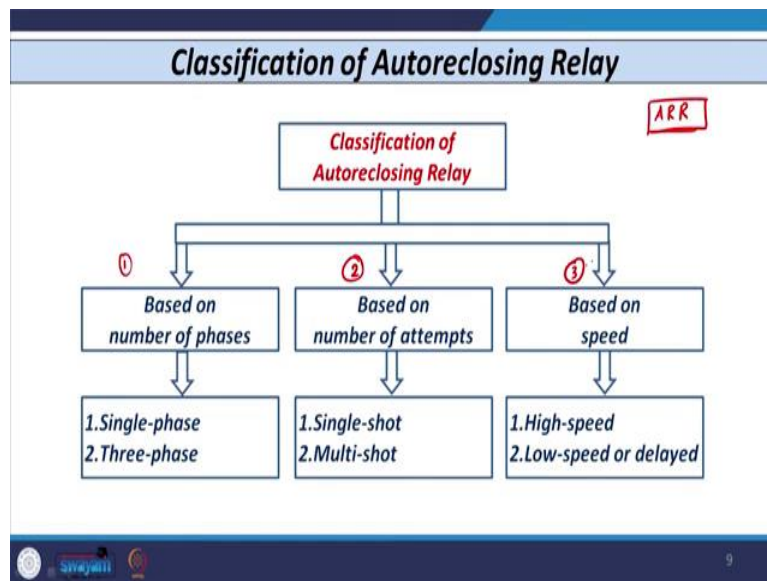 Classification of Autoreclosing Relay
ARR
Classification of
Autoreclosing Relay
1
2
3
Based on
number of phases
Based on
number of attempts
Based on
speed
1.Single-phase
2.Three-phase
1.Single-shot
2.Multi-shot
1.High-speed
2.Low-speed or delayed
swayam
9